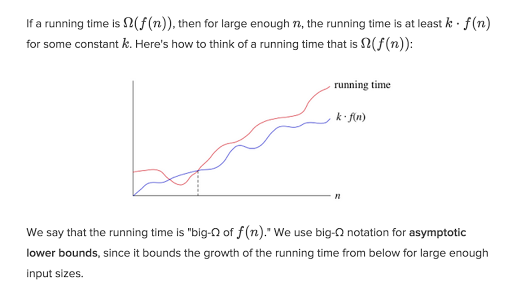 If a running time is Ω(f(n)), then for large enough n, the running time is at least k · f(n)
for some constant k. Here's how to think of a running time that is Ω(f(n)):
running time
k · f(n)
n
We say that the running time is "big-Ω of f(n)." We use big-Ω notation for asymptotic
lower bounds, since it bounds the growth of the running time from below for large enough
input sizes.